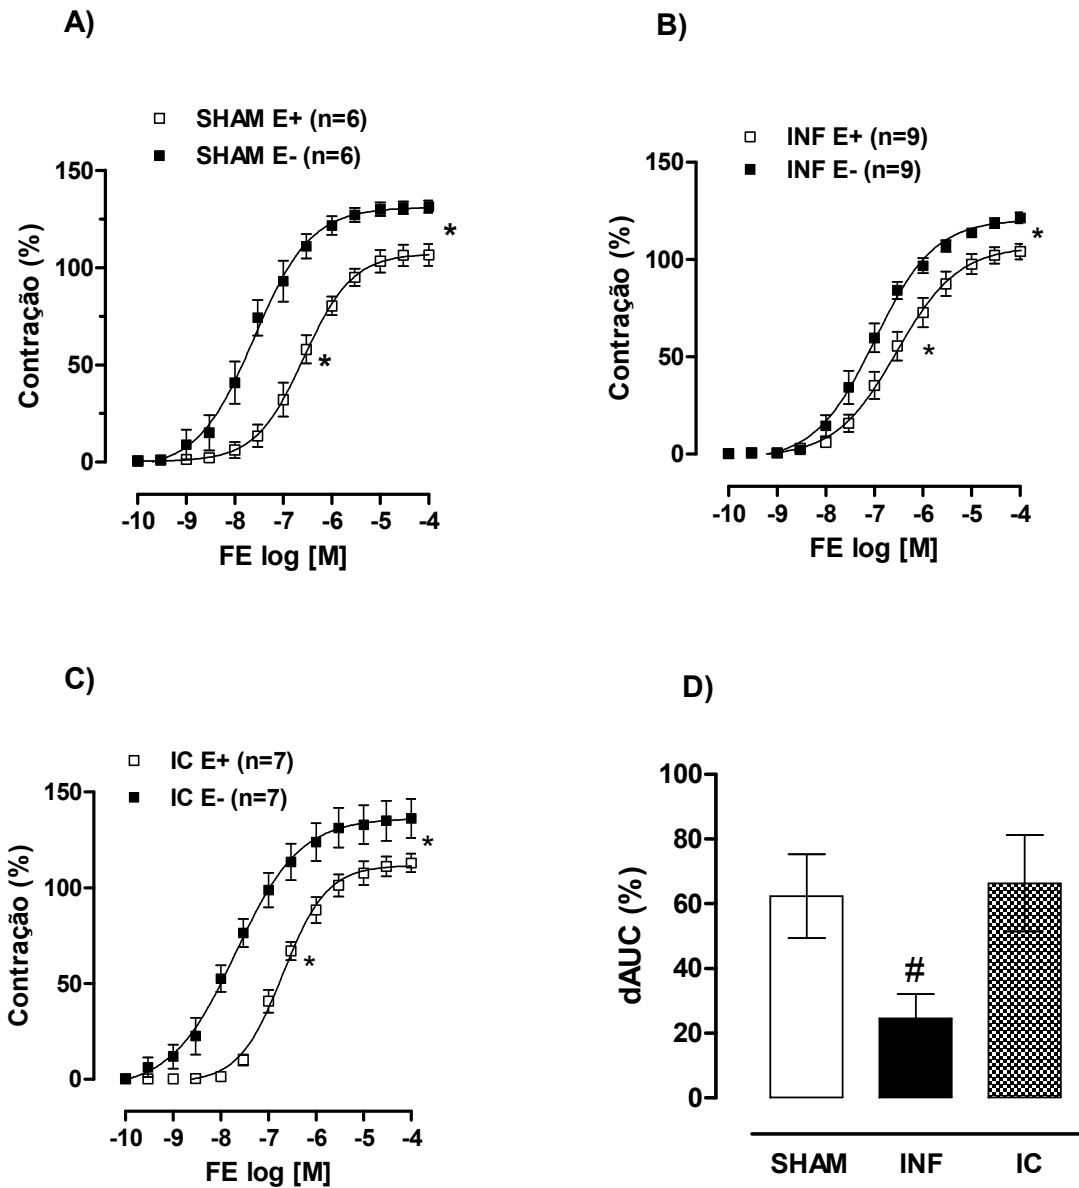 A)
SHAM E+ (n=6)
SHAM E- (n=6)
150
100
50
0
Contração (%)
-10 -9 -8 -7 -6 -5 -4
FE log [M]
*
*
B)
INF E+ (n=9)
INF E- (n=9)
150
100
50
0
Contração (%)
-10 -9 -8 -7 -6 -5 -4
FE log [M]
*
*
C)
IC E+ (n=7)
IC E- (n=7)
150
100
50
0
Contração (%)
-10 -9 -8 -7 -6 -5 -4
FE log [M]
*
*
D)
100
80
60
40
20
0
dAUC (%)
#
SHAM INF IC